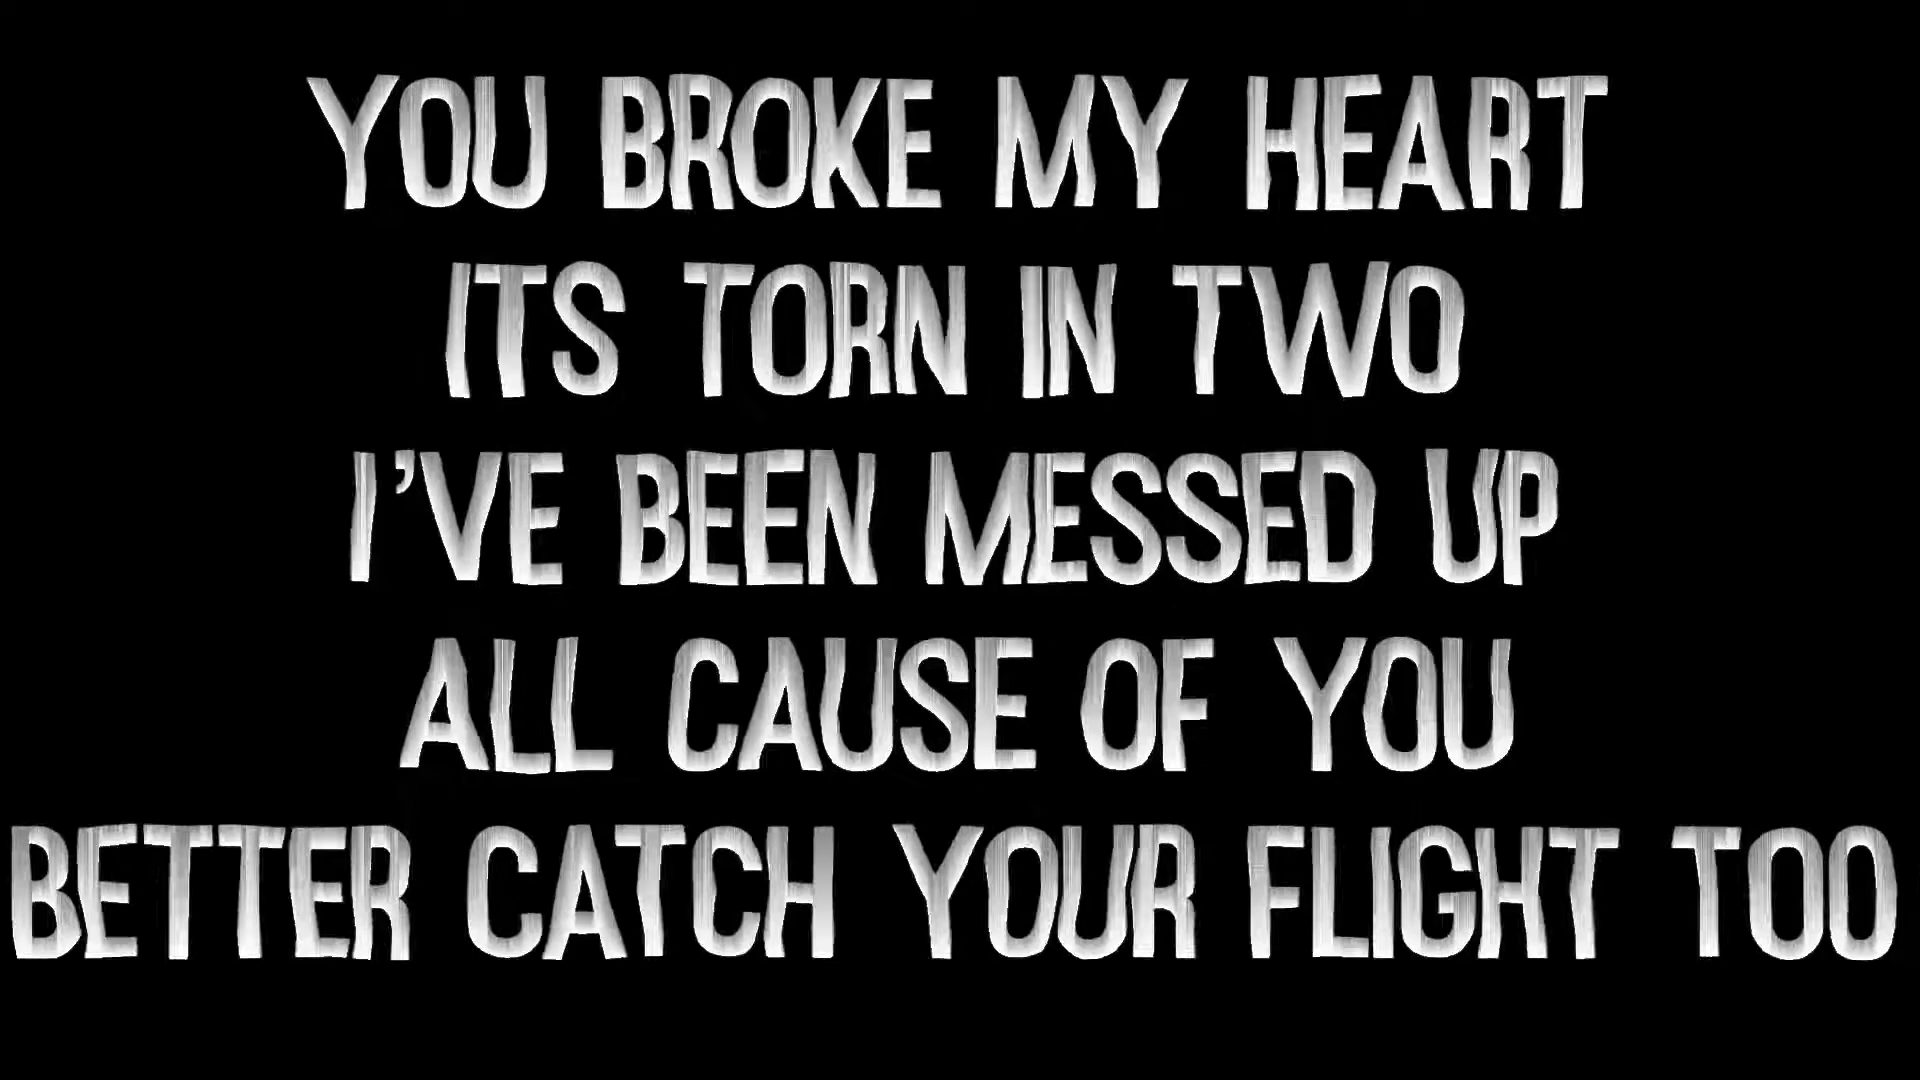 YOU BROKE MY HEART
ITS TORN IN TWO
I'VE BEEN MESSED UP
ALL CAUSE OF YOU
BETTER CATCH YOUR FLIGHT TOO